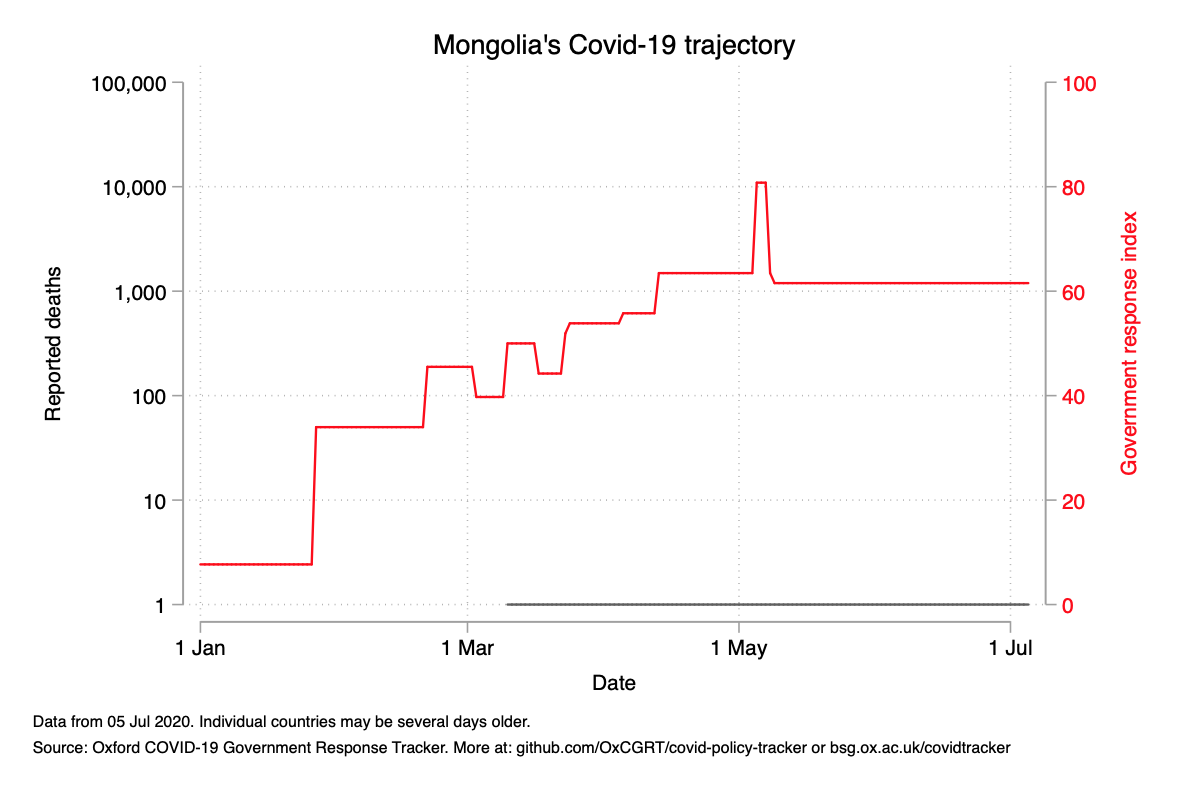 Mongolia's Covid-19 trajectory
100,000
10,000
1,000
100
10
1
Reported deaths
100
80
60
40
20
0
Government response index
1 Jan
1 Mar
1 May
1 Jul
Date
Data from 05 Jul 2020. Individual countries may be several days older.
Source: Oxford COVID-19 Government Response Tracker. More at: github.com/OxCGRT/covid-policy-tracker or bsg.ox.ac.uk/covidtracker